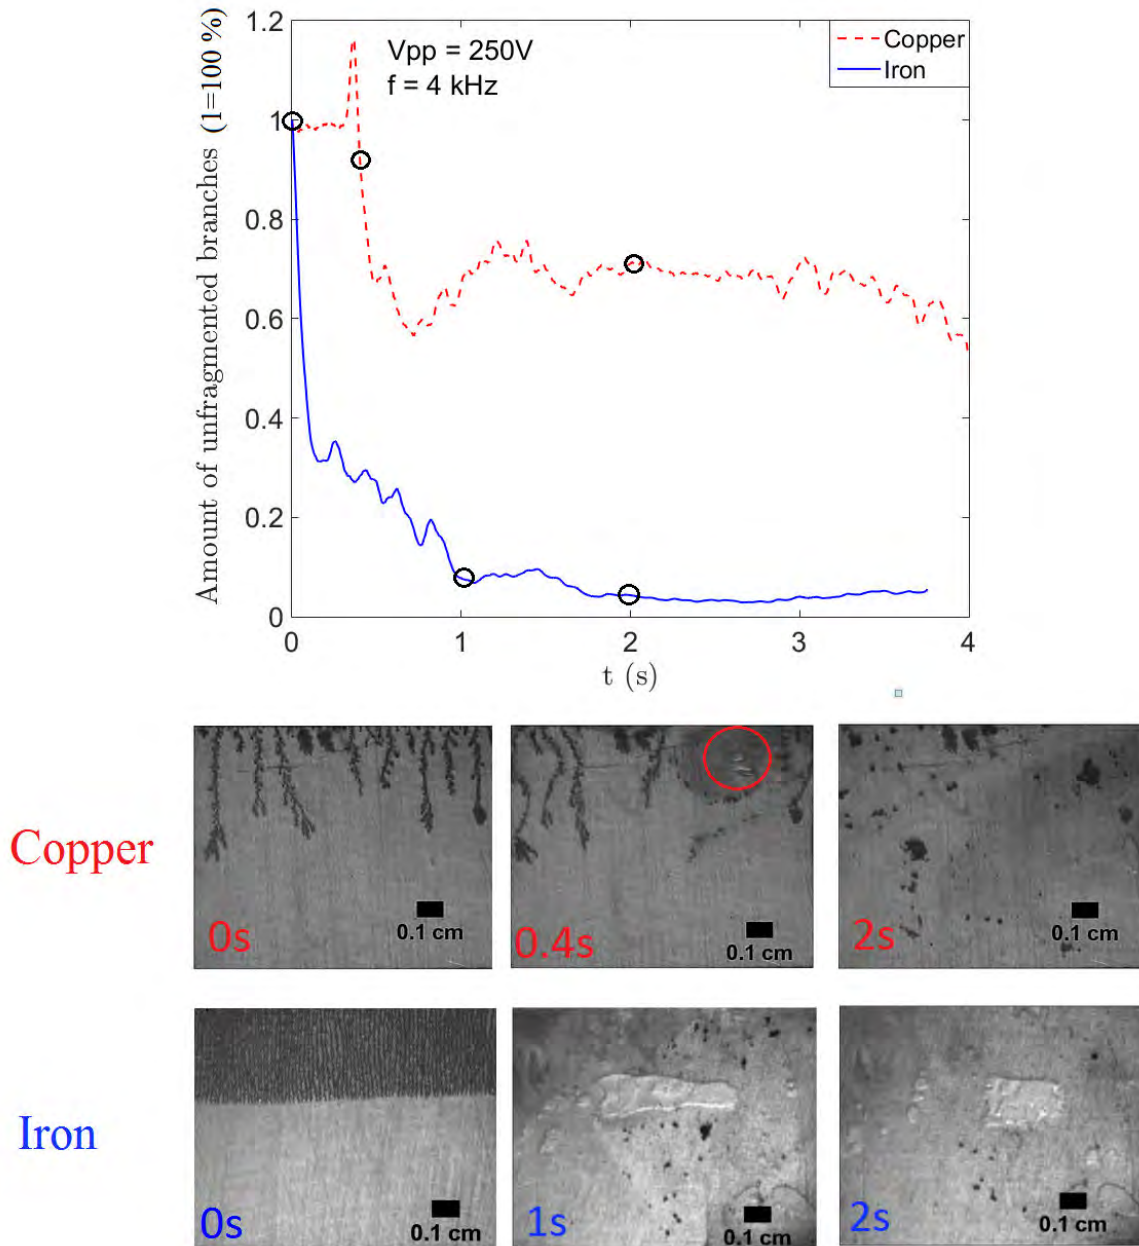 Amount of unfragmented branches (1=100 %)
1.2
1
0.8
0.6
0.4
0.2
0
Vpp = 250V
f = 4 kHz
Copper
Iron
0 1 2 3 4
t (s)
Copper
0s
0.1 cm
0.4s
0.1 cm
2s
0.1 cm
Iron
0s
0.1 cm
1s
0.1 cm
2s
0.1 cm